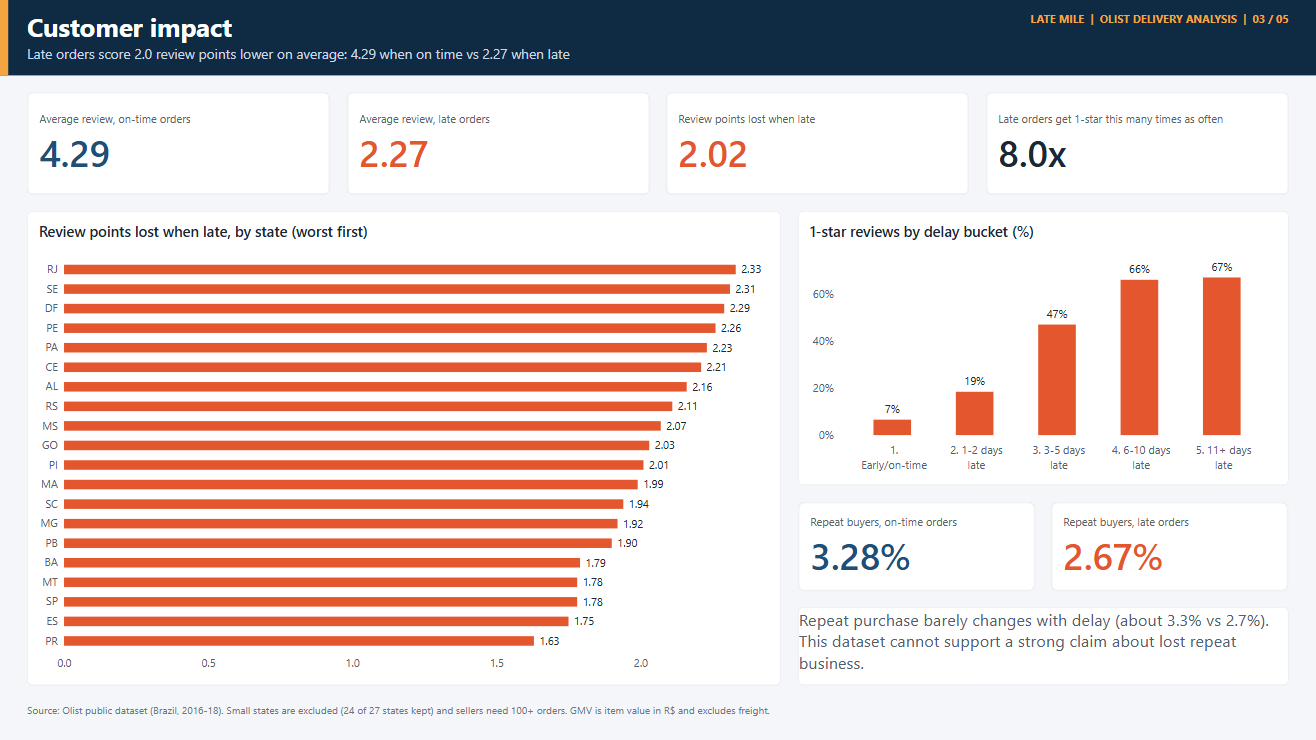 Customer impact
LATE MILE | OLIST DELIVERY ANALYSIS | 03 / 05
Late orders score 2.0 review points lower on average: 4.29 when on time vs 2.27 when late
Average review, on-time orders
4.29
Average review, late orders
2.27
Review points lost when late
2.02
Late orders get 1-star this many times as often
8.0x
Review points lost when late, by state (worst first)
RJ 2.33
SE 2.31
DF 2.29
PE 2.26
PA 2.23
CE 2.21
AL 2.16
RS 2.11
MS 2.07
GO 2.03
PI 2.01
MA 1.99
SC 1.94
MG 1.92
PB 1.90
BA 1.79
MT 1.78
SP 1.78
ES 1.75
PR 1.63
0.0 0.5 1.0 1.5 2.0
1-star reviews by delay bucket (%)
60%
40%
20%
0%
7% 19% 47% 66% 67%
1. 2. 1-2 days 3. 3-5 days 4. 6-10 days 5. 11+ days
Early/on-time late late late late
Repeat buyers, on-time orders
3.28%
Repeat buyers, late orders
2.67%
Repeat purchase barely changes with delay (about 3.3% vs 2.7%).
This dataset cannot support a strong claim about lost repeat
business.
Source: Olist public dataset (Brazil, 2016-18). Small states are excluded (24 of 27 states kept) and sellers need 100+ orders. GMV is item value in R$ and excludes freight.